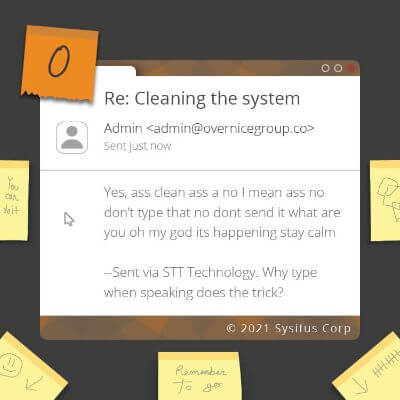 O
Re: Cleaning the system
Admin <admin@overnicegroup.co>
Sent just now
You
can
do it
Yes, ass clean ass a no I mean ass no
don't type that no dont send it what are
you oh my god its happening stay calm
--Sent via STT Technology. Why type
when speaking does the trick?
© 2021 Sysifus Corp
Remember
to go